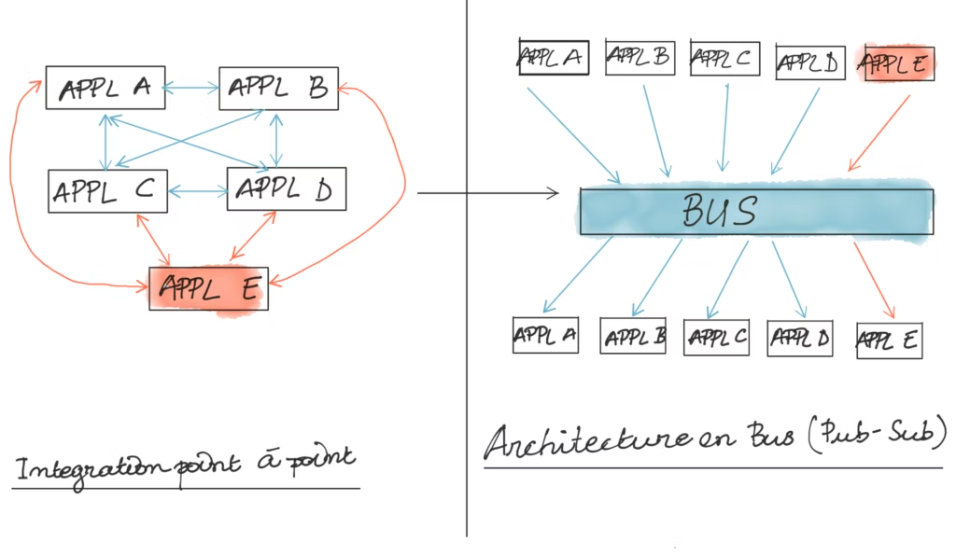 APPL A
APPL B
APPL C
APPL D
APPL E
Integration point à point
APPL A
APPL B
APPL C
APPL D
APPL E
BUS
APPL A
APPL B
APPL C
APPL D
APPL E
Architecture en Bus (Pub-Sub)